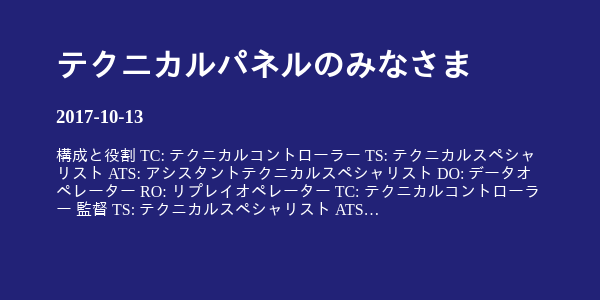 テクニカルパネルのみなさま
2017-10-13
構成と役割 TC: テクニカルコントローラー TS: テクニカルスペシャ
リスト ATS: アシスタントテクニカルスペシャリスト DO: データオ
ペレーター RO: リプレイオペレーター TC: テクニカルコントローラ
ー 監督 TS: テクニカルスペシャリスト ATS…